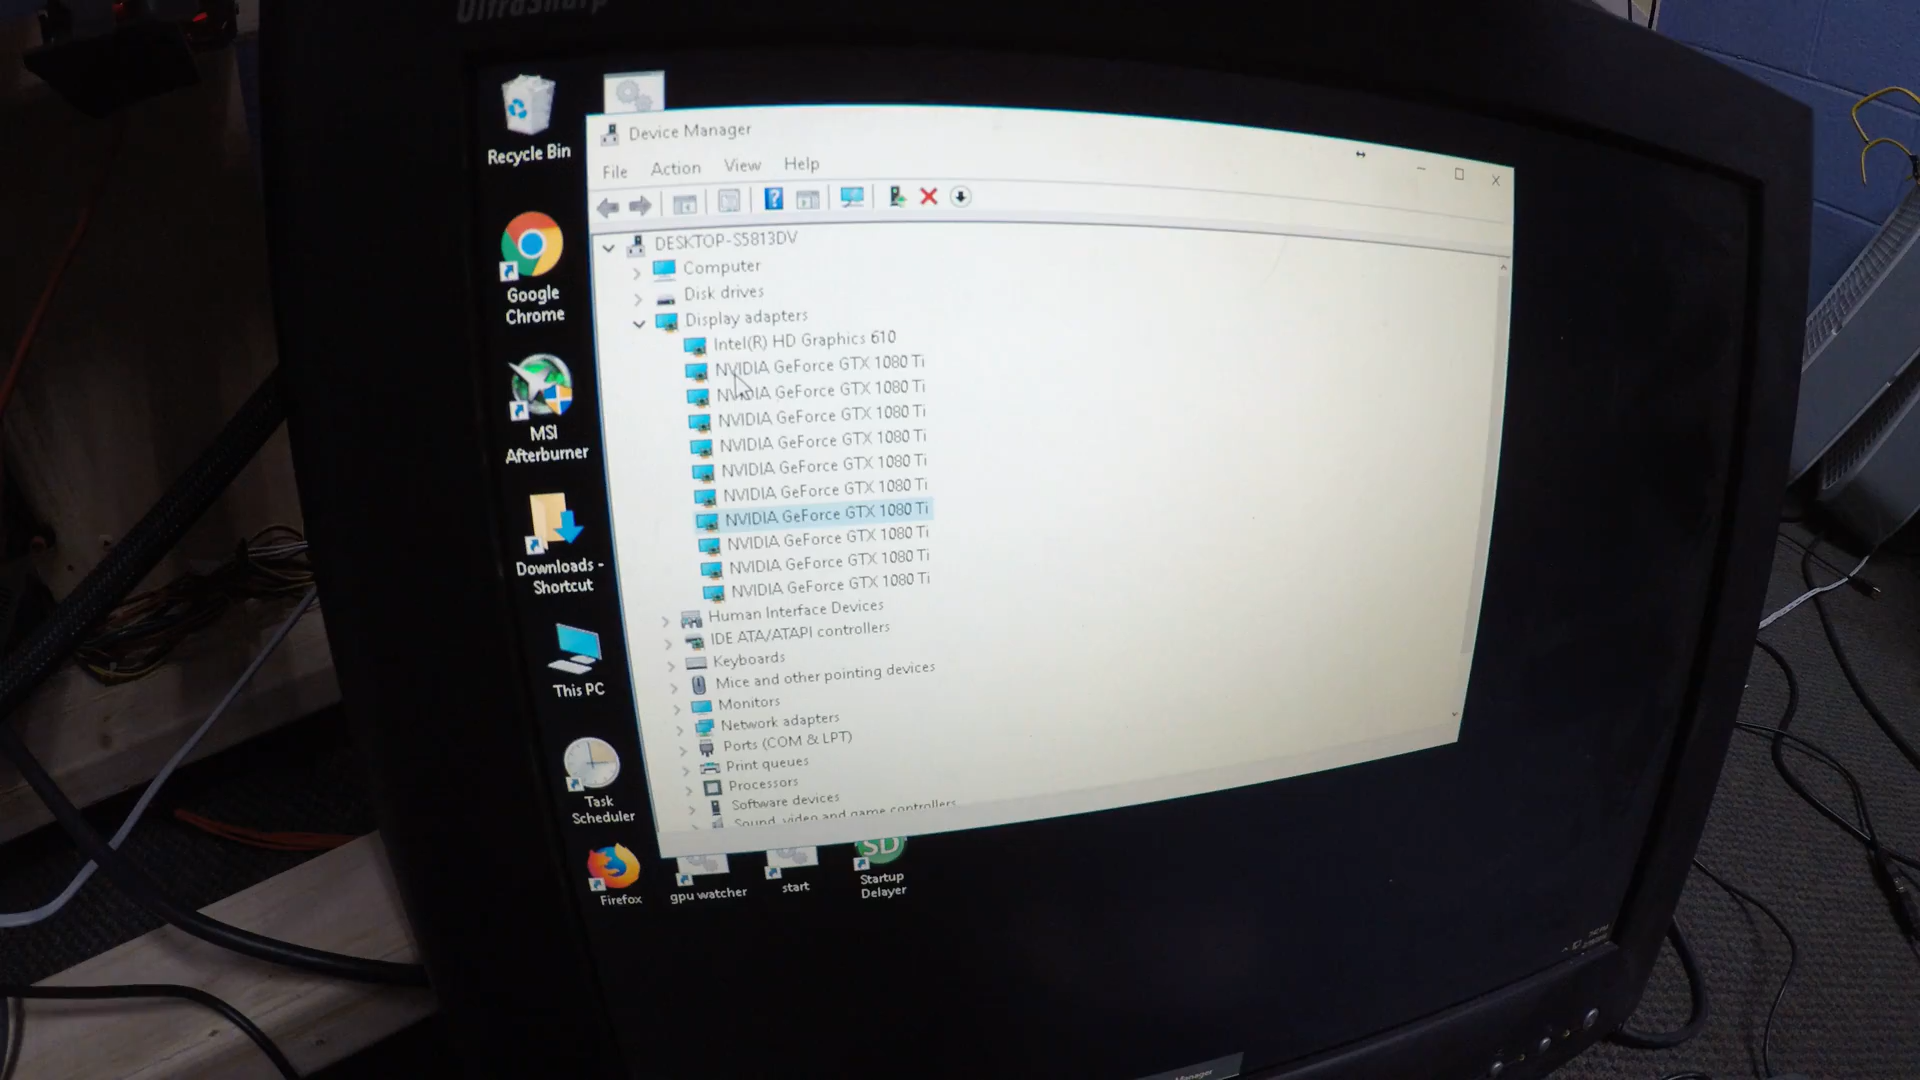 UltraSharp
Recycle Bin
Device Manager
File Action View Help
DESKTOP-S5813DV
Computer
Disk drives
Display adapters
Intel(R) HD Graphics 610
NVIDIA GeForce GTX 1080 Ti
NVIDIA GeForce GTX 1080 Ti
NVIDIA GeForce GTX 1080 Ti
NVIDIA GeForce GTX 1080 Ti
NVIDIA GeForce GTX 1080 Ti
NVIDIA GeForce GTX 1080 Ti
NVIDIA GeForce GTX 1080 Ti
NVIDIA GeForce GTX 1080 Ti
NVIDIA GeForce GTX 1080 Ti
NVIDIA GeForce GTX 1080 Ti
Human Interface Devices
IDE ATA/ATAPI controllers
Keyboards
Mice and other pointing devices
Monitors
Network adapters
Ports (COM & LPT)
Print queues
Processors
Software devices
Sound, video and game controllers
Google
Chrome
MSI
Afterburner
Downloads -
Shortcut
This PC
Task
Scheduler
Firefox
gpu watcher
start
SD
Startup
Delayer
Manager